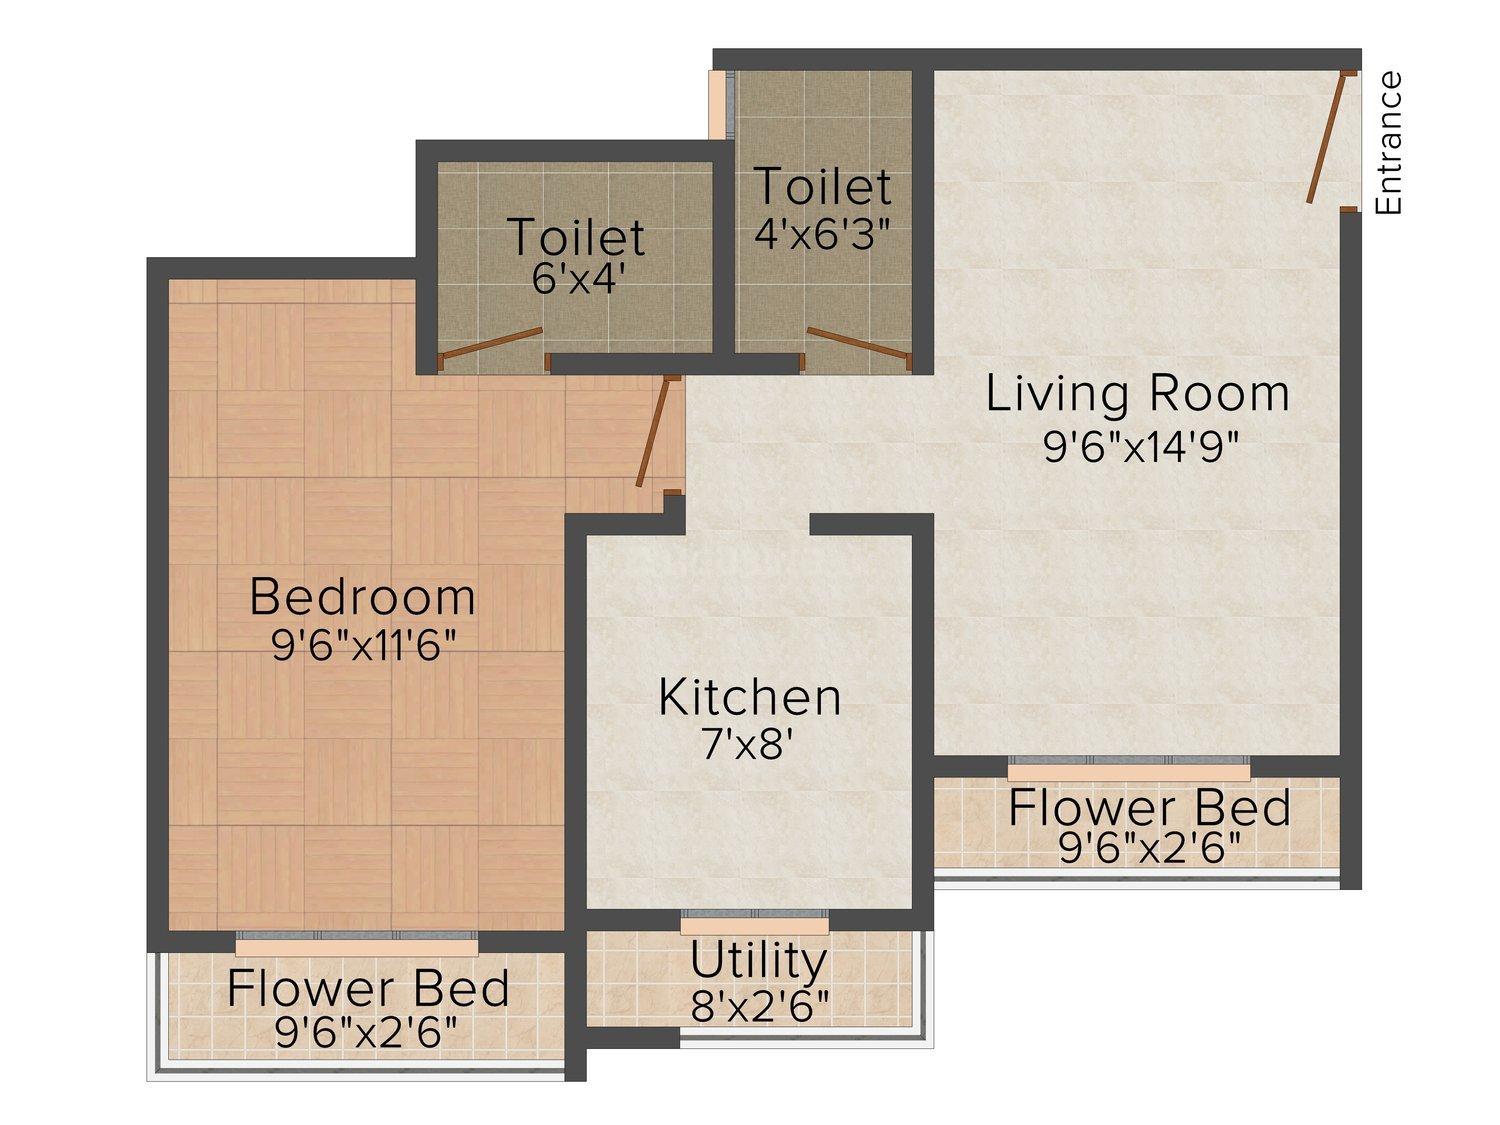 Entrance
Toilet
4'x6'3"
Toilet
6'x4'
Living Room
9'6"x14'9"
Bedroom
9'6"x11'6"
Kitchen
7'x8'
Flower Bed
9'6"x2'6"
Utility
8'x2'6"
Flower Bed
9'6"x2'6"